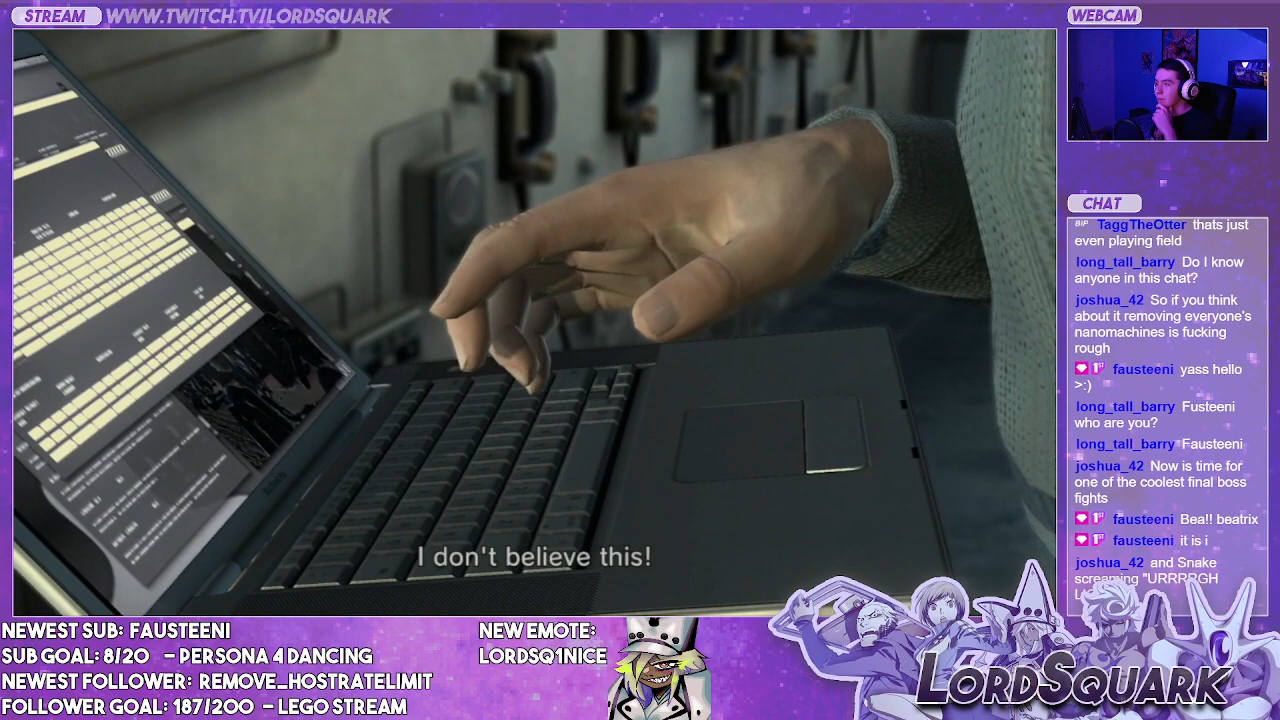 STREAM
WWW.TWITCH.TV/LORDSQUARK
WEBCAM
I don't believe this!
CHAT
BIP TaggTheOtter thats just
even playing field
long_tall_barry Do I know
anyone in this chat?
joshua_42 So if you think
about it removing everyone's
nanomachines is fucking
rough
1st fausteeni yass hello
>:)
long_tall_barry Fusteeni
who are you?
long_tall_barry Fausteeni
joshua_42 Now is time for
one of the coolest final boss
fights
1st fausteeni Bea!! beatrix
1st fausteeni it is i
joshua_42 and Snake
screaming "URRRRGH
NEWEST SUB: FAUSTEENI
SUB GOAL: 8/20 - PERSONA 4 DANCING
NEWEST FOLLOWER: REMOVE_HOSTRATELIMIT
FOLLOWER GOAL: 187/200 - LEGO STREAM
NEW EMOTE:
LORDSQ1NICE
LORDSQUARK